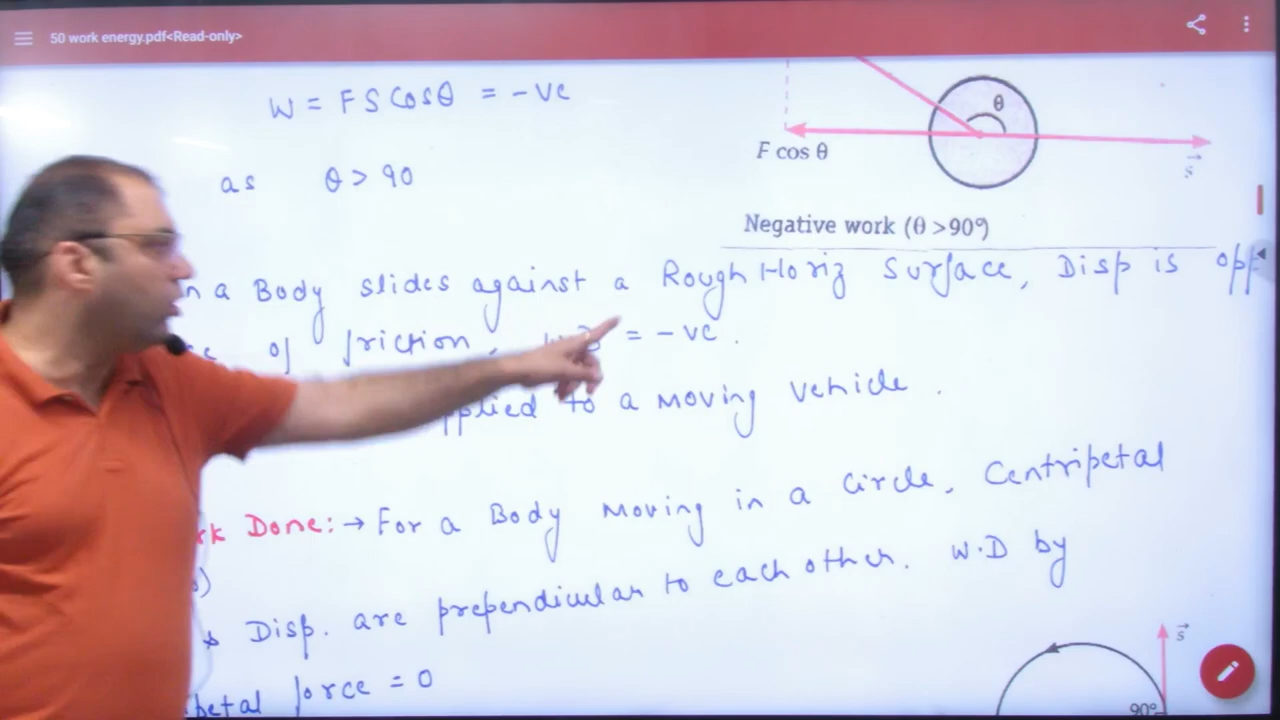 50 work energy.pdf<Read-only>
W = F S Cosθ = -ve
θ
F cos θ
s
as θ > 90
Negative work (θ >90°)
a Body slides against a Rough Horiz Surface, Disp is opp
of friction, = -ve .
to a moving vehicle .
Done: → For a Body moving in a circle, Centripetal
Disp. are prependicular to each other. W.D by
s
force = 0
90°